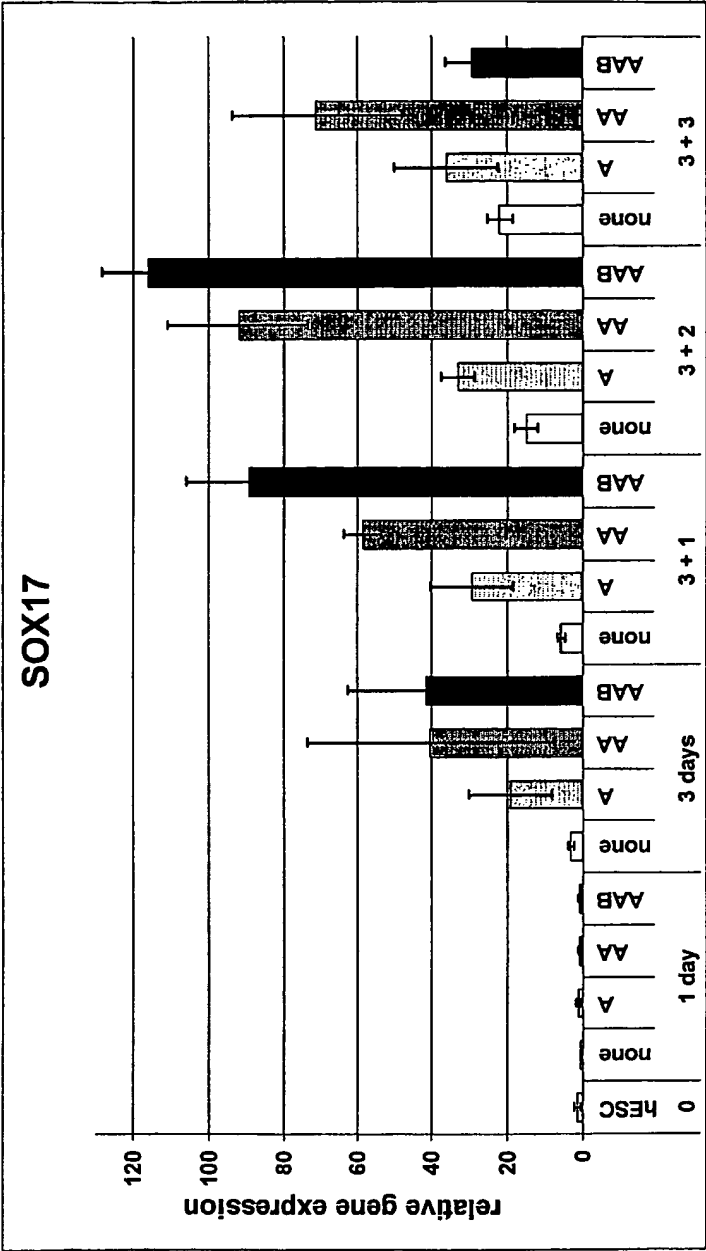 SOX17
relative gene expression
120
100
80
60
40
20
0
hESC none A AA AAB none A AA AAB none A AA AAB none A AA AAB none A AA AAB
0 1 day 3 days 3 + 1 3 + 2 3 + 3